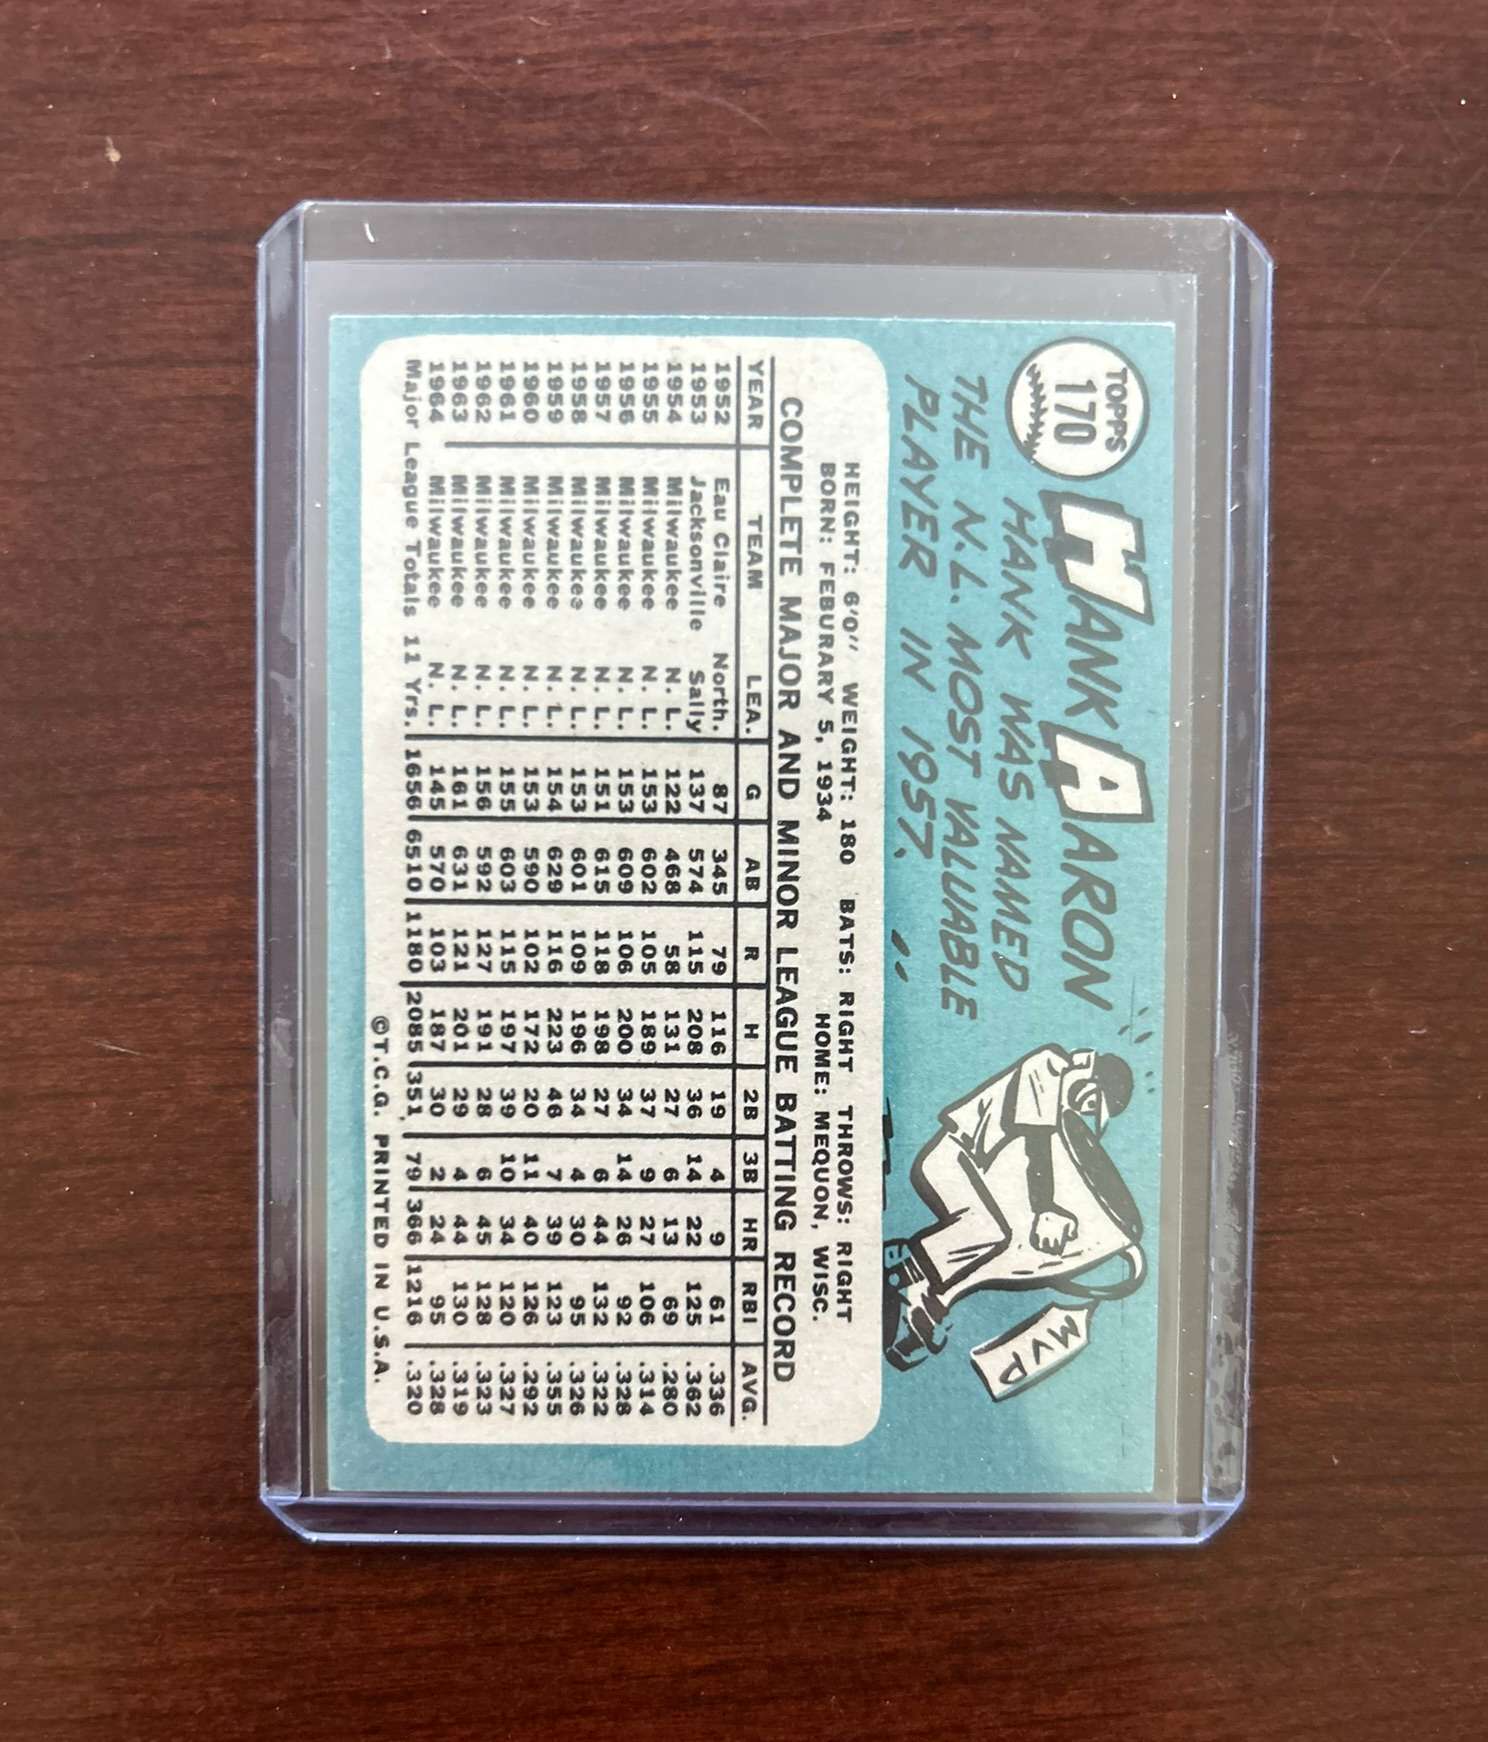 TOPPS
170
HANK AARON
HANK WAS NAMED
THE N.L. MOST VALUABLE
PLAYER IN 1957.
MVP
HEIGHT: 6'0" WEIGHT: 180 BATS: RIGHT THROWS: RIGHT
BORN: FEBURARY 5, 1934 HOME: MEQUON, WISC.
COMPLETE MAJOR AND MINOR LEAGUE BATTING RECORD
YEAR TEAM LEA. G AB R H 2B 3B HR RBI AVG.
1952 Eau Claire North. 87 345 79 116 19 4 9 61 .336
1953 Jacksonville Sally 137 574 115 208 36 14 22 125 .362
1954 Milwaukee N. L. 122 468 58 131 27 6 13 69 .280
1955 Milwaukee N. L. 153 602 105 189 37 9 27 106 .314
1956 Milwaukee N. L. 153 609 106 200 34 14 26 92 .328
1957 Milwaukee N. L. 151 615 118 198 27 6 44 132 .322
1958 Milwaukee N. L. 153 601 109 196 34 4 30 95 .326
1959 Milwaukee N. L. 154 629 116 223 46 7 39 123 .355
1960 Milwaukee N. L. 153 590 102 172 20 11 40 126 .292
1961 Milwaukee N. L. 155 603 115 197 39 10 34 120 .327
1962 Milwaukee N. L. 156 592 127 191 28 6 45 128 .323
1963 Milwaukee N. L. 161 631 121 201 29 4 44 130 .319
1964 Milwaukee N. L. 145 570 103 187 30 2 24 95 .328
Major League Totals 11 Yrs. 1656 6510 1180 2085 351 79 366 1216 .320
©T.C.G. PRINTED IN U.S.A.